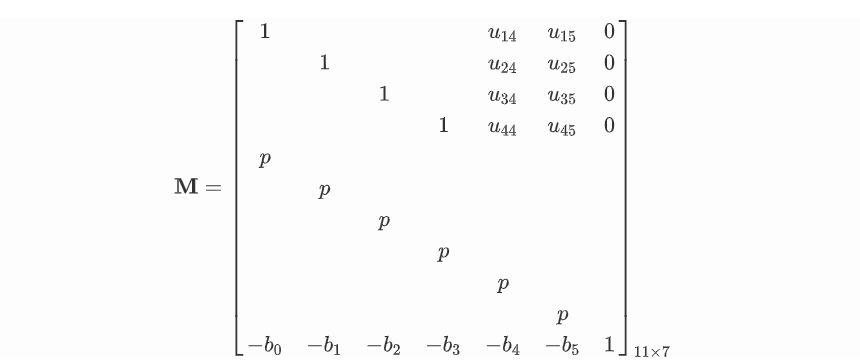 1 u₁₄ u₁₅ 0
1 u₂₄ u₂₅ 0
1 u₃₄ u₃₅ 0
1 u₄₄ u₄₅ 0
p
M =
p
p
p
p
p
−b₀ −b₁ −b₂ −b₃ −b₄ −b₅ 1 11×7